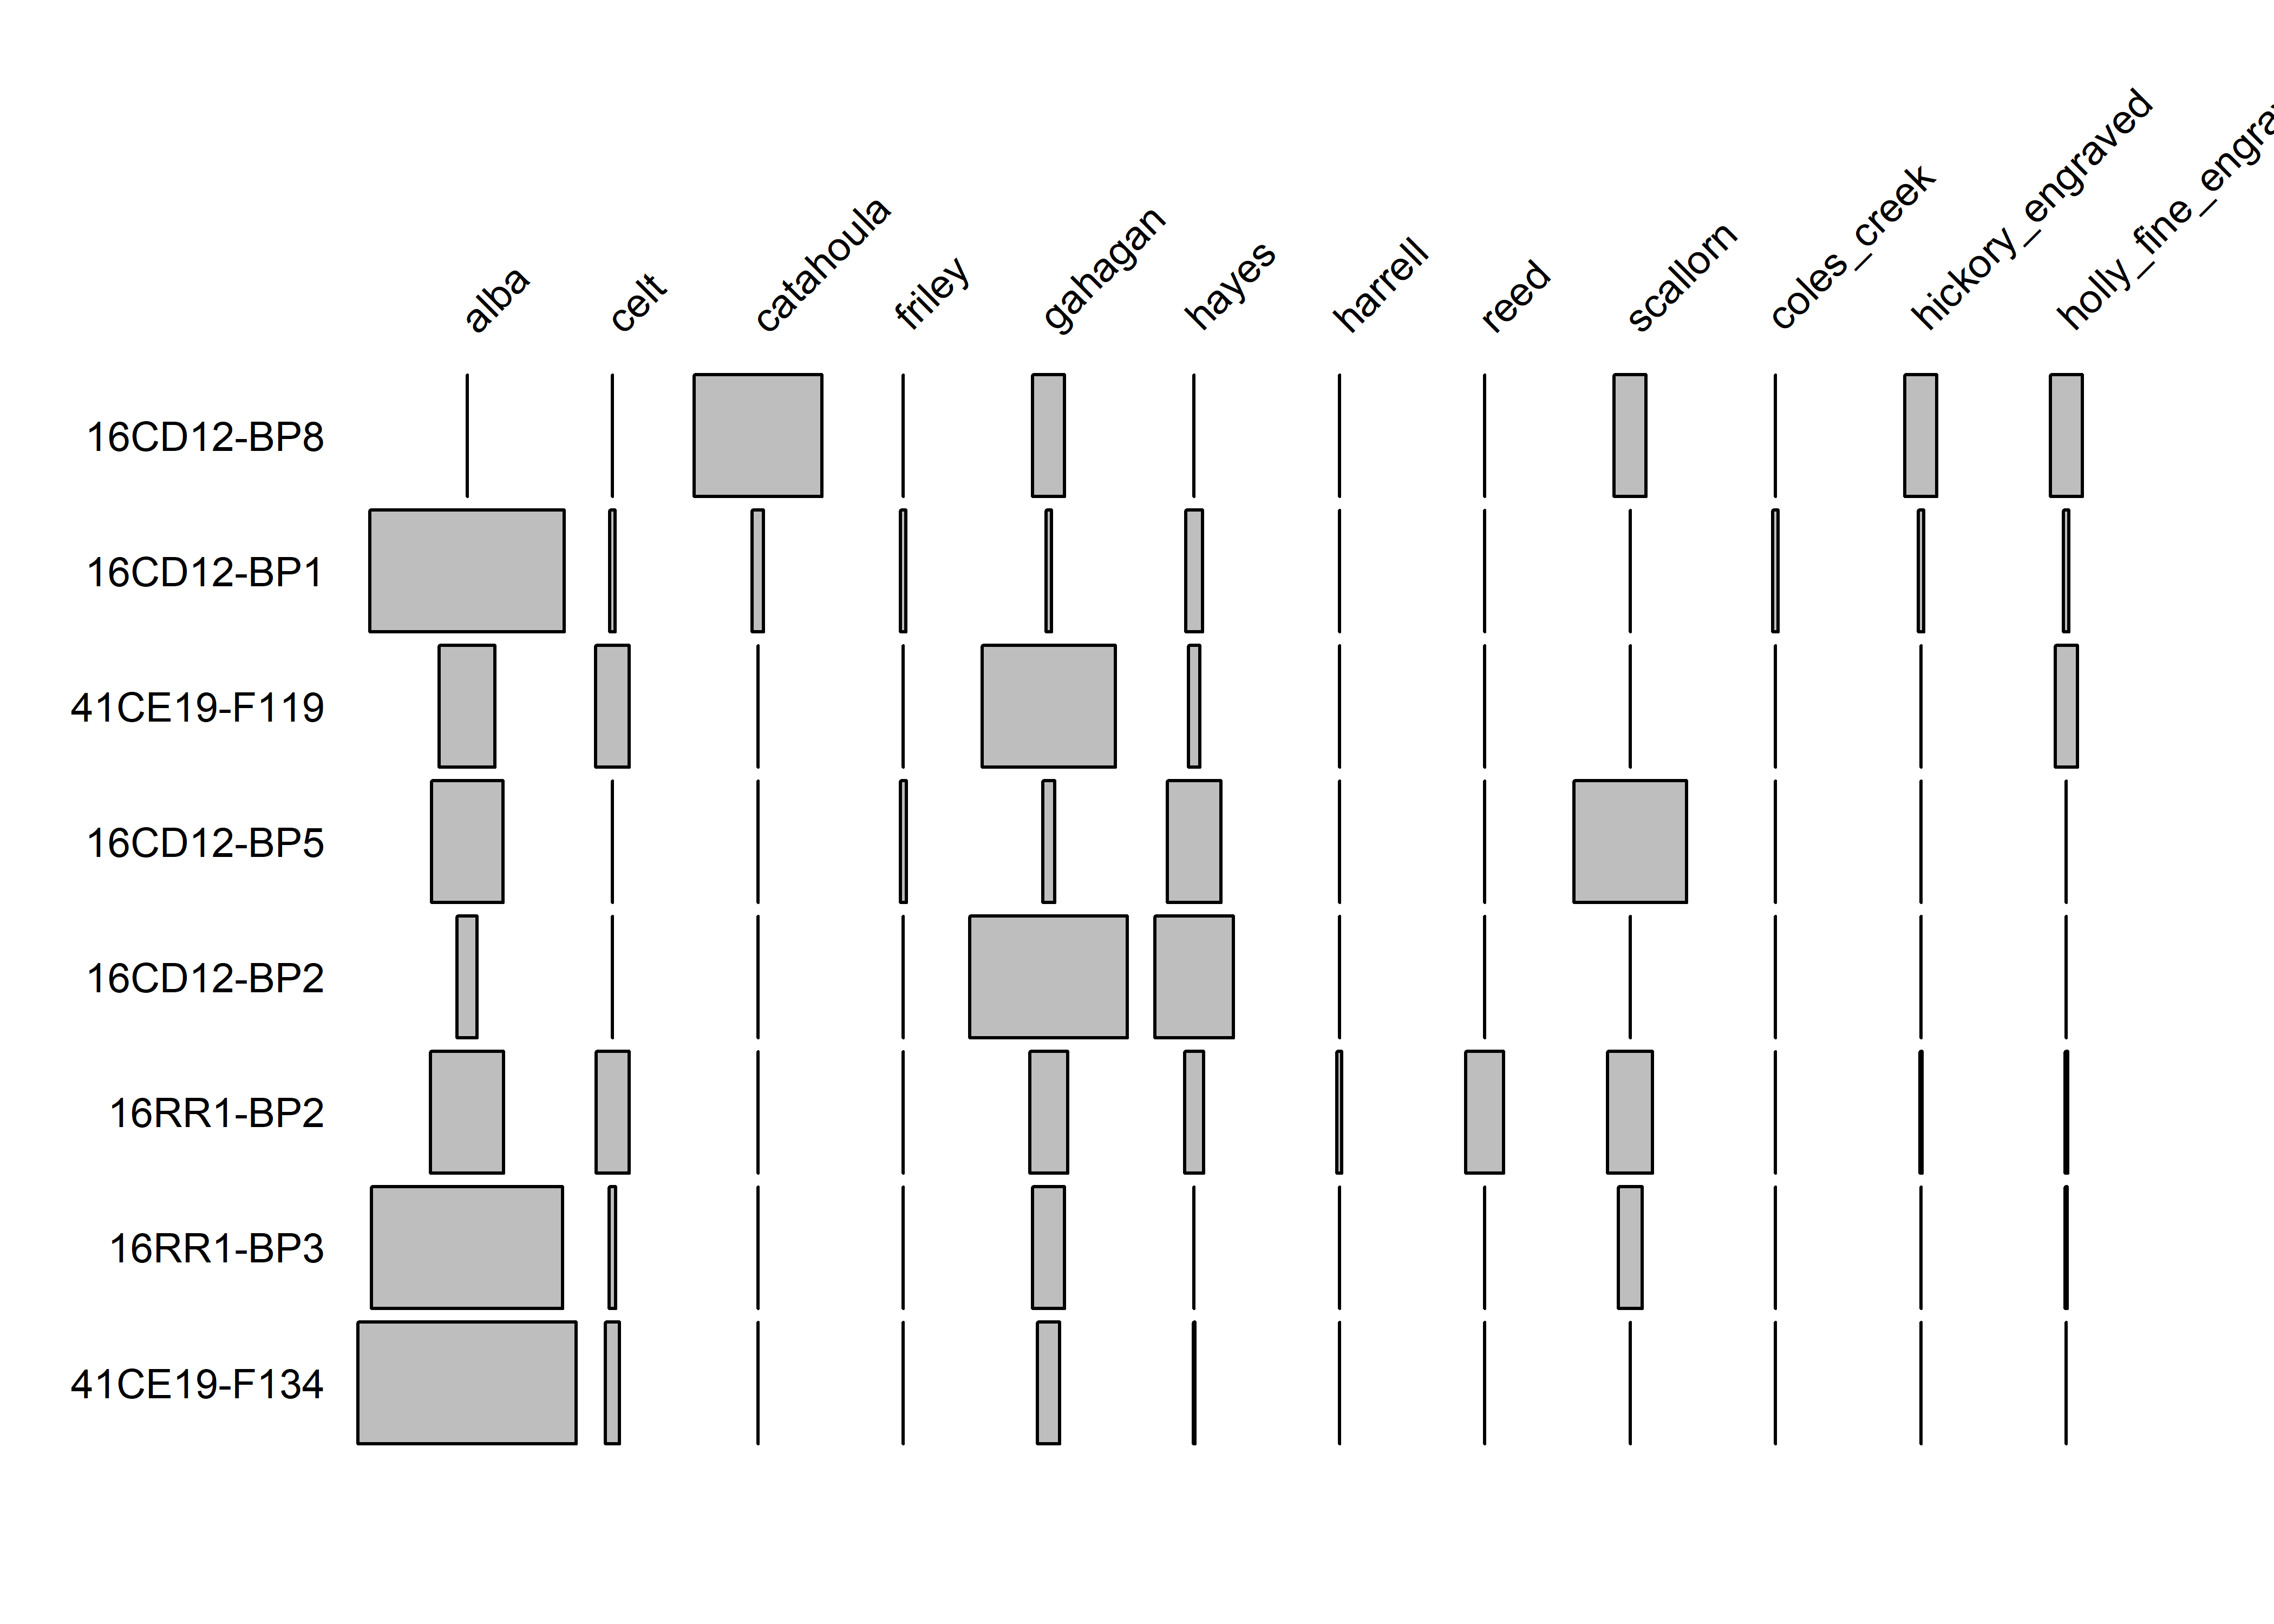 alba
celt
catahoula
friley
gahagan
hayes
harrell
reed
scallorn
coles_creek
hickory_engraved
holly_fine_engra
16CD12-BP8
16CD12-BP1
41CE19-F119
16CD12-BP5
16CD12-BP2
16RR1-BP2
16RR1-BP3
41CE19-F134